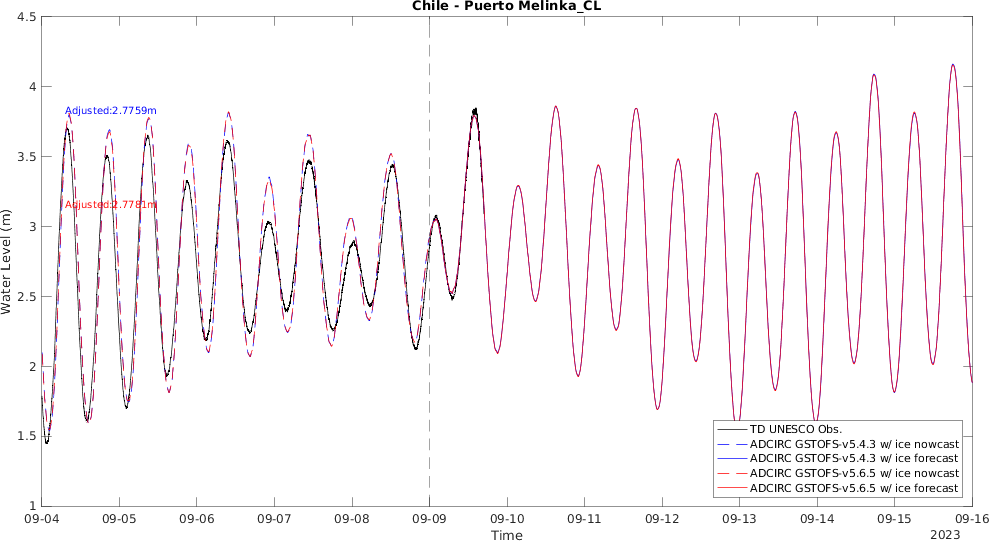 Chile - Puerto Melinka_CL
4.5
4
3.5
3
2.5
2
1.5
1
Water Level (m)
Adjusted:2.7759m
Adjusted:2.7781m
TD UNESCO Obs.
ADCIRC GSTOFS-v5.4.3 w/ ice nowcast
ADCIRC GSTOFS-v5.4.3 w/ ice forecast
ADCIRC GSTOFS-v5.6.5 w/ ice nowcast
ADCIRC GSTOFS-v5.6.5 w/ ice forecast
09-04 09-05 09-06 09-07 09-08 09-09 09-10 09-11 09-12 09-13 09-14 09-15 09-16
Time
2023